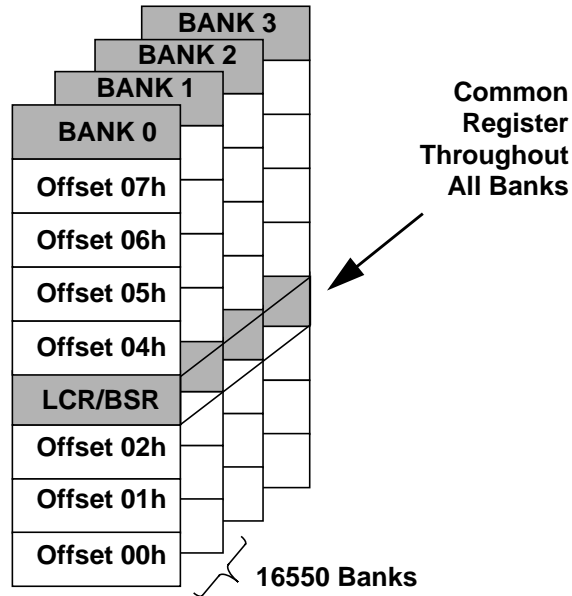 BANK 3
BANK 2
BANK 1
BANK 0
Common
Register
Throughout
All Banks
Offset 07h
Offset 06h
Offset 05h
Offset 04h
LCR/BSR
Offset 02h
Offset 01h
Offset 00h
16550 Banks